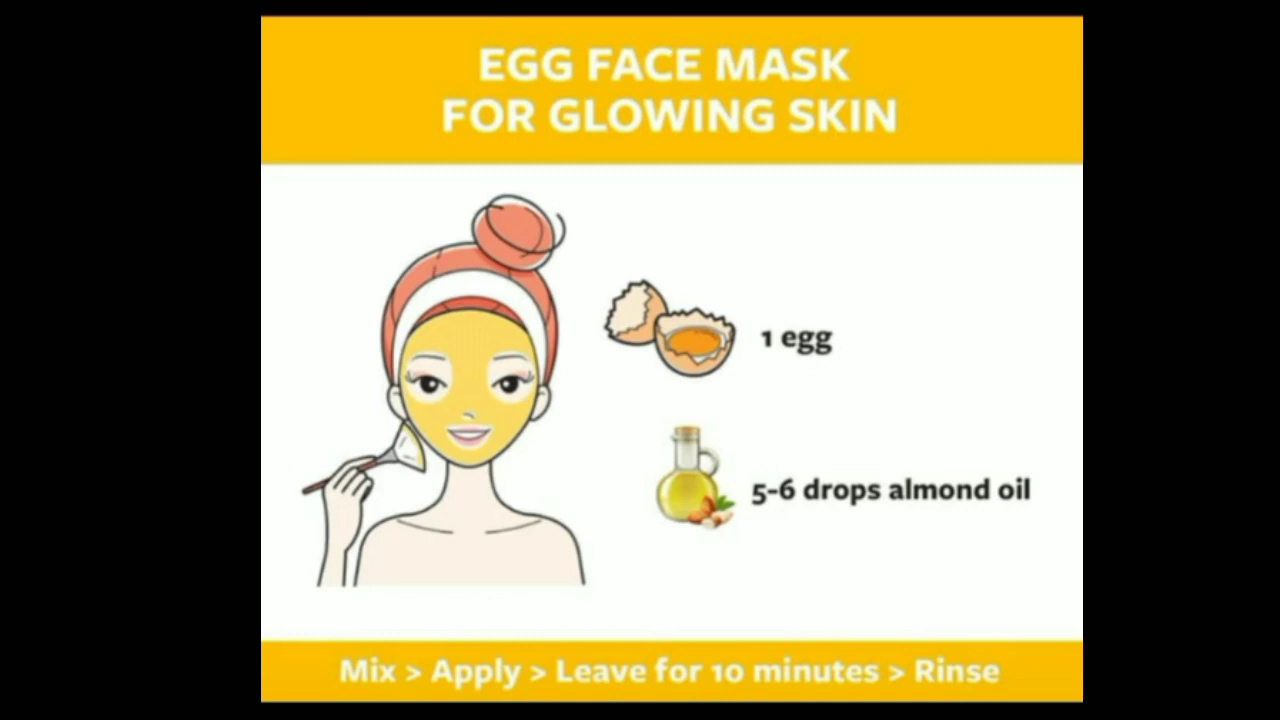 EGG FACE MASK
FOR GLOWING SKIN
1 egg
5-6 drops almond oil
Mix > Apply > Leave for 10 minutes > Rinse